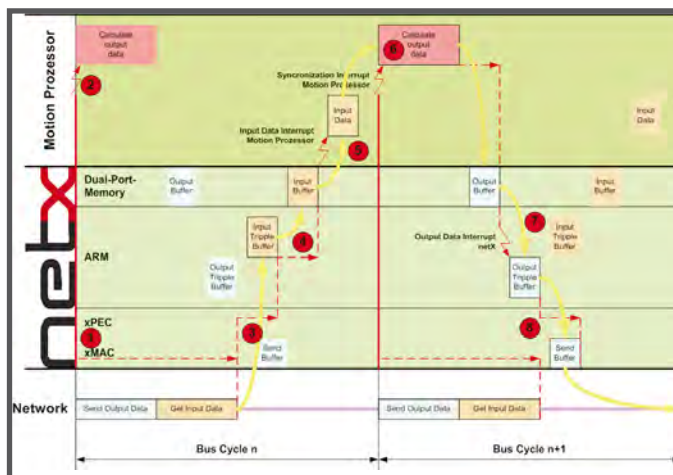 Motion Prozessor
Calculate
output
data
2
Calculate
output
data
6
Syncronization Interrupt
Motion Processor
Input
Data
Input
Data
Input Data Interrupt
Motion Prozessor
5
netX
Dual-Port-
Memory
Output
Buffer
Input
Buffer
Output
Buffer
Input
Buffer
ARM
Input
Tripple
Buffer
4
Output
Tripple
Buffer
7
Input
Tripple
Buffer
Output Data Interrupt
netX
Output
Tripple
Buffer
xPEC
xMAC
3
Send
Buffer
8
Send
Buffer
Network
Send Output Data
Get Input Data
Send Output Data
Get Input Data
Bus Cycle n
Bus Cycle n+1